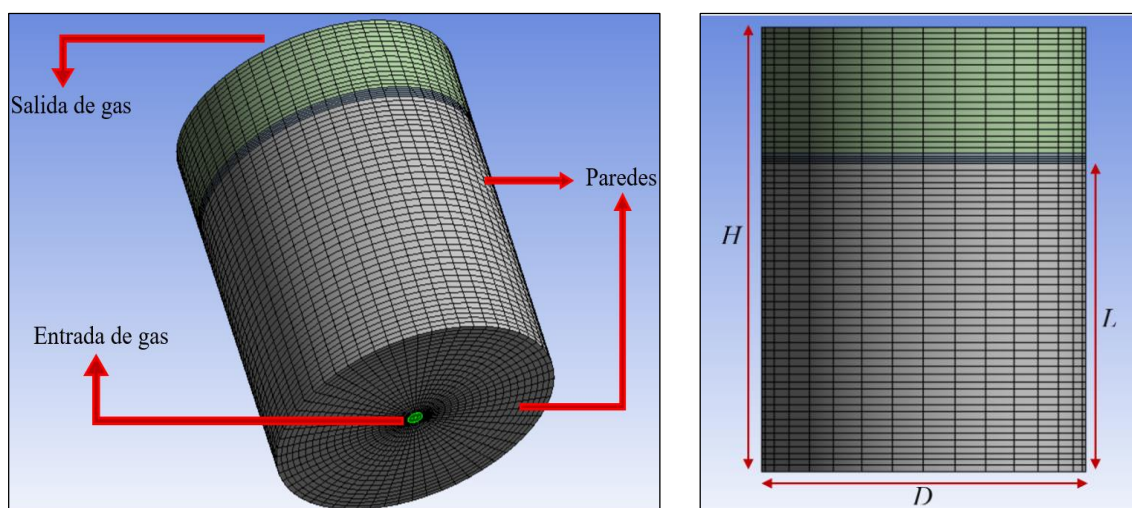 Salida de gas
Paredes
Entrada de gas
H
L
D